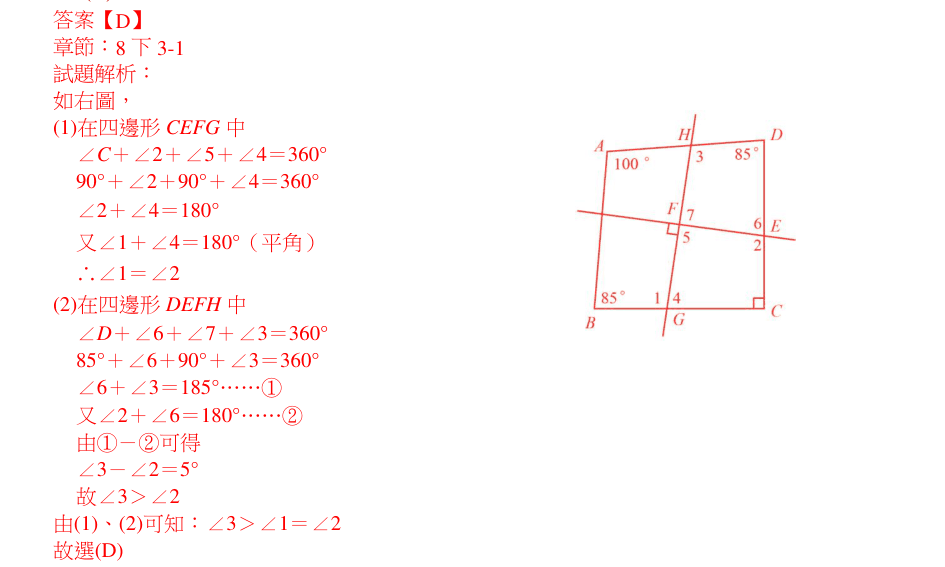 答案【D】
章節：8 下 3-1
試題解析：
如右圖，
(1)在四邊形 CEFG 中
∠C＋∠2＋∠5＋∠4＝360°
90°＋∠2＋90°＋∠4＝360°
∠2＋∠4＝180°
又∠1＋∠4＝180°（平角）
∴∠1＝∠2
(2)在四邊形 DEFH 中
∠D＋∠6＋∠7＋∠3＝360°
85°＋∠6＋90°＋∠3＝360°
∠6＋∠3＝185°……①
又∠2＋∠6＝180°……②
由①－②可得
∠3－∠2＝5°
故∠3＞∠2
由(1)、(2)可知：∠3＞∠1＝∠2
故選(D)
H D
A
100° 3 85°
F 7
6 E
5 2
85° 1 4
B G C